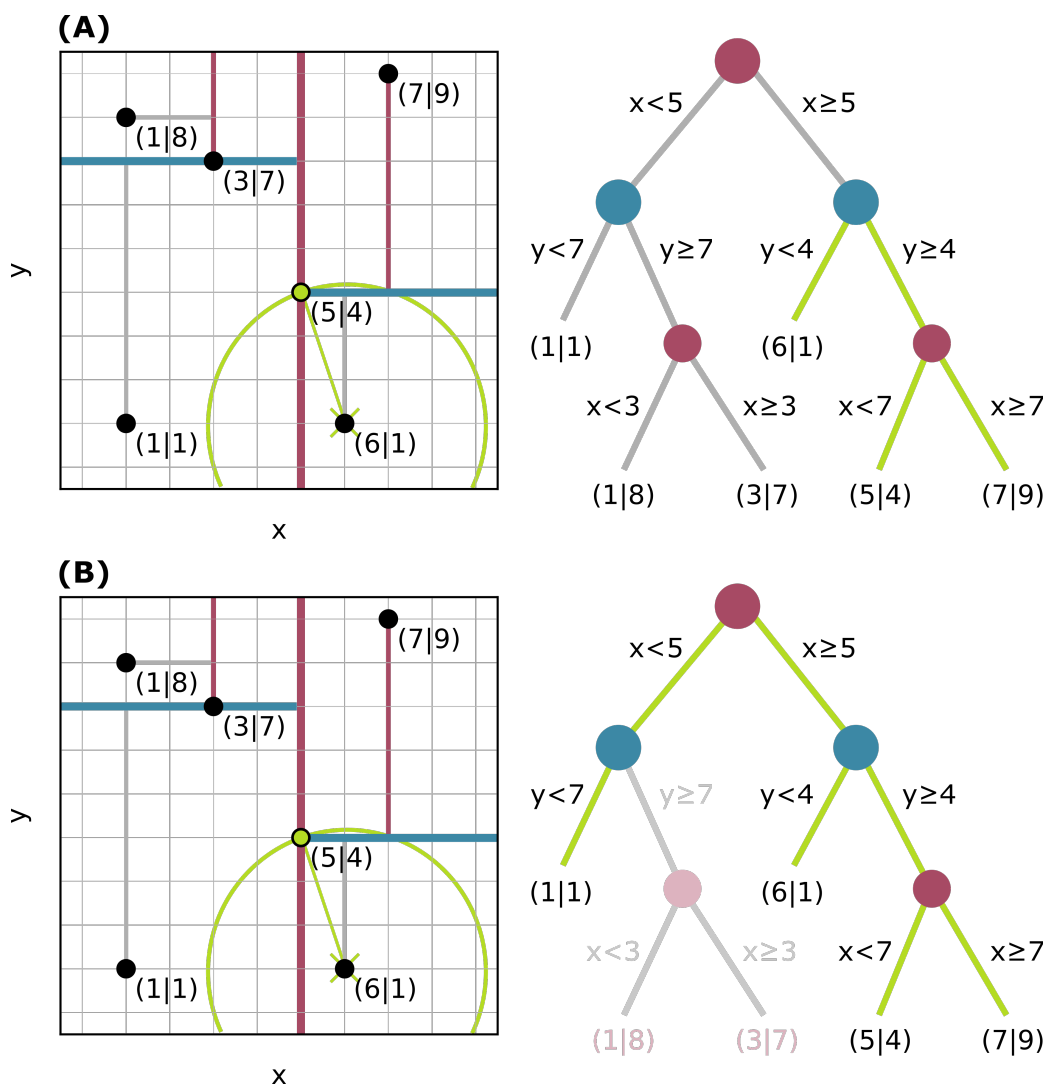 (A)
(7|9)
(1|8)
(3|7)
(5|4)
(1|1)
(6|1)
y
x
x<5
x≥5
y<7
y≥7
y<4
y≥4
(1|1)
(6|1)
x<3
x≥3
x<7
x≥7
(1|8)
(3|7)
(5|4)
(7|9)
(B)
(7|9)
(1|8)
(3|7)
(5|4)
(1|1)
(6|1)
y
x
x<5
x≥5
y<7
y≥7
y<4
y≥4
(1|1)
(6|1)
x<3
x≥3
x<7
x≥7
(1|8)
(3|7)
(5|4)
(7|9)